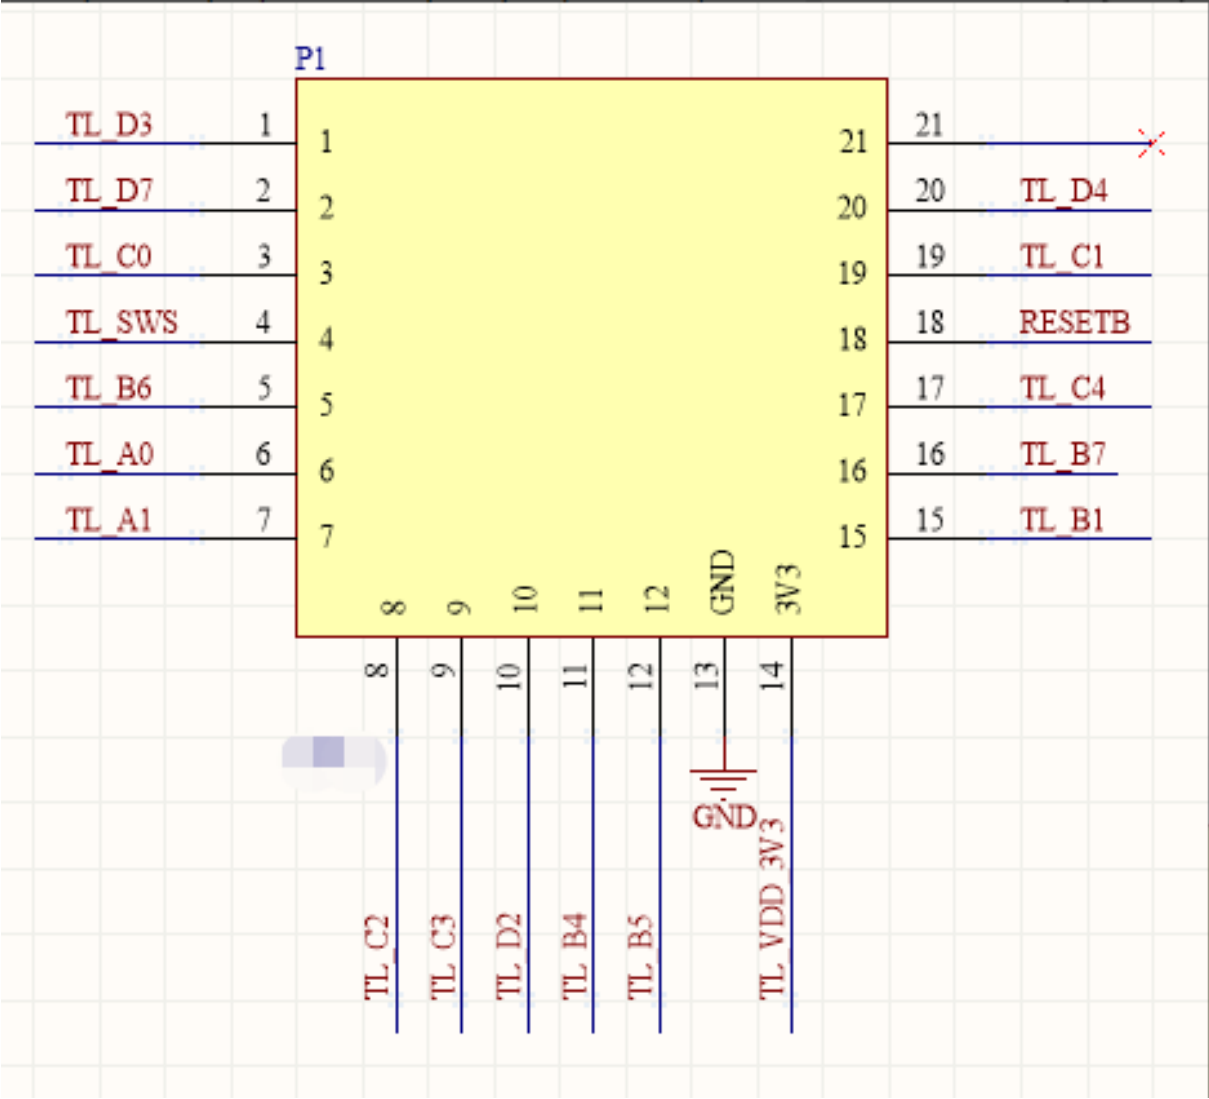 P1
TL_D3 1 1 21 21
TL_D7 2 2 20 20 TL_D4
TL_C0 3 3 19 19 TL_C1
TL_SWS 4 4 18 18 RESETB
TL_B6 5 5 17 17 TL_C4
TL_A0 6 6 16 16 TL_B7
TL_A1 7 7 15 15 TL_B1
8 9 10 11 12 GND 3V3
8 9 10 11 12 13 14
GND
TL_C2 TL_C3 TL_D2 TL_B4 TL_B5 TL_VDD_3V3